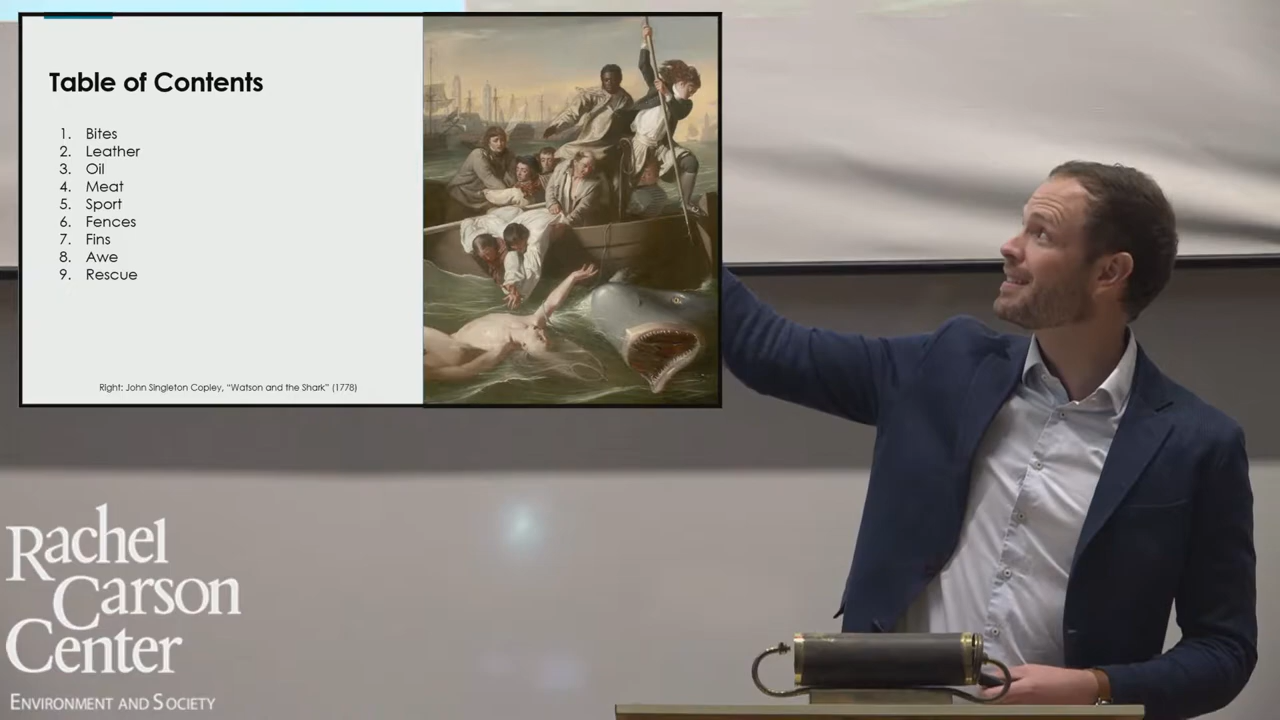 Table of Contents
1. Bites
2. Leather
3. Oil
4. Meat
5. Sport
6. Fences
7. Fins
8. Awe
9. Rescue
Right: John Singleton Copley, “Watson and the Shark” (1778)
Rachel
Carson
Center
ENVIRONMENT AND SOCIETY